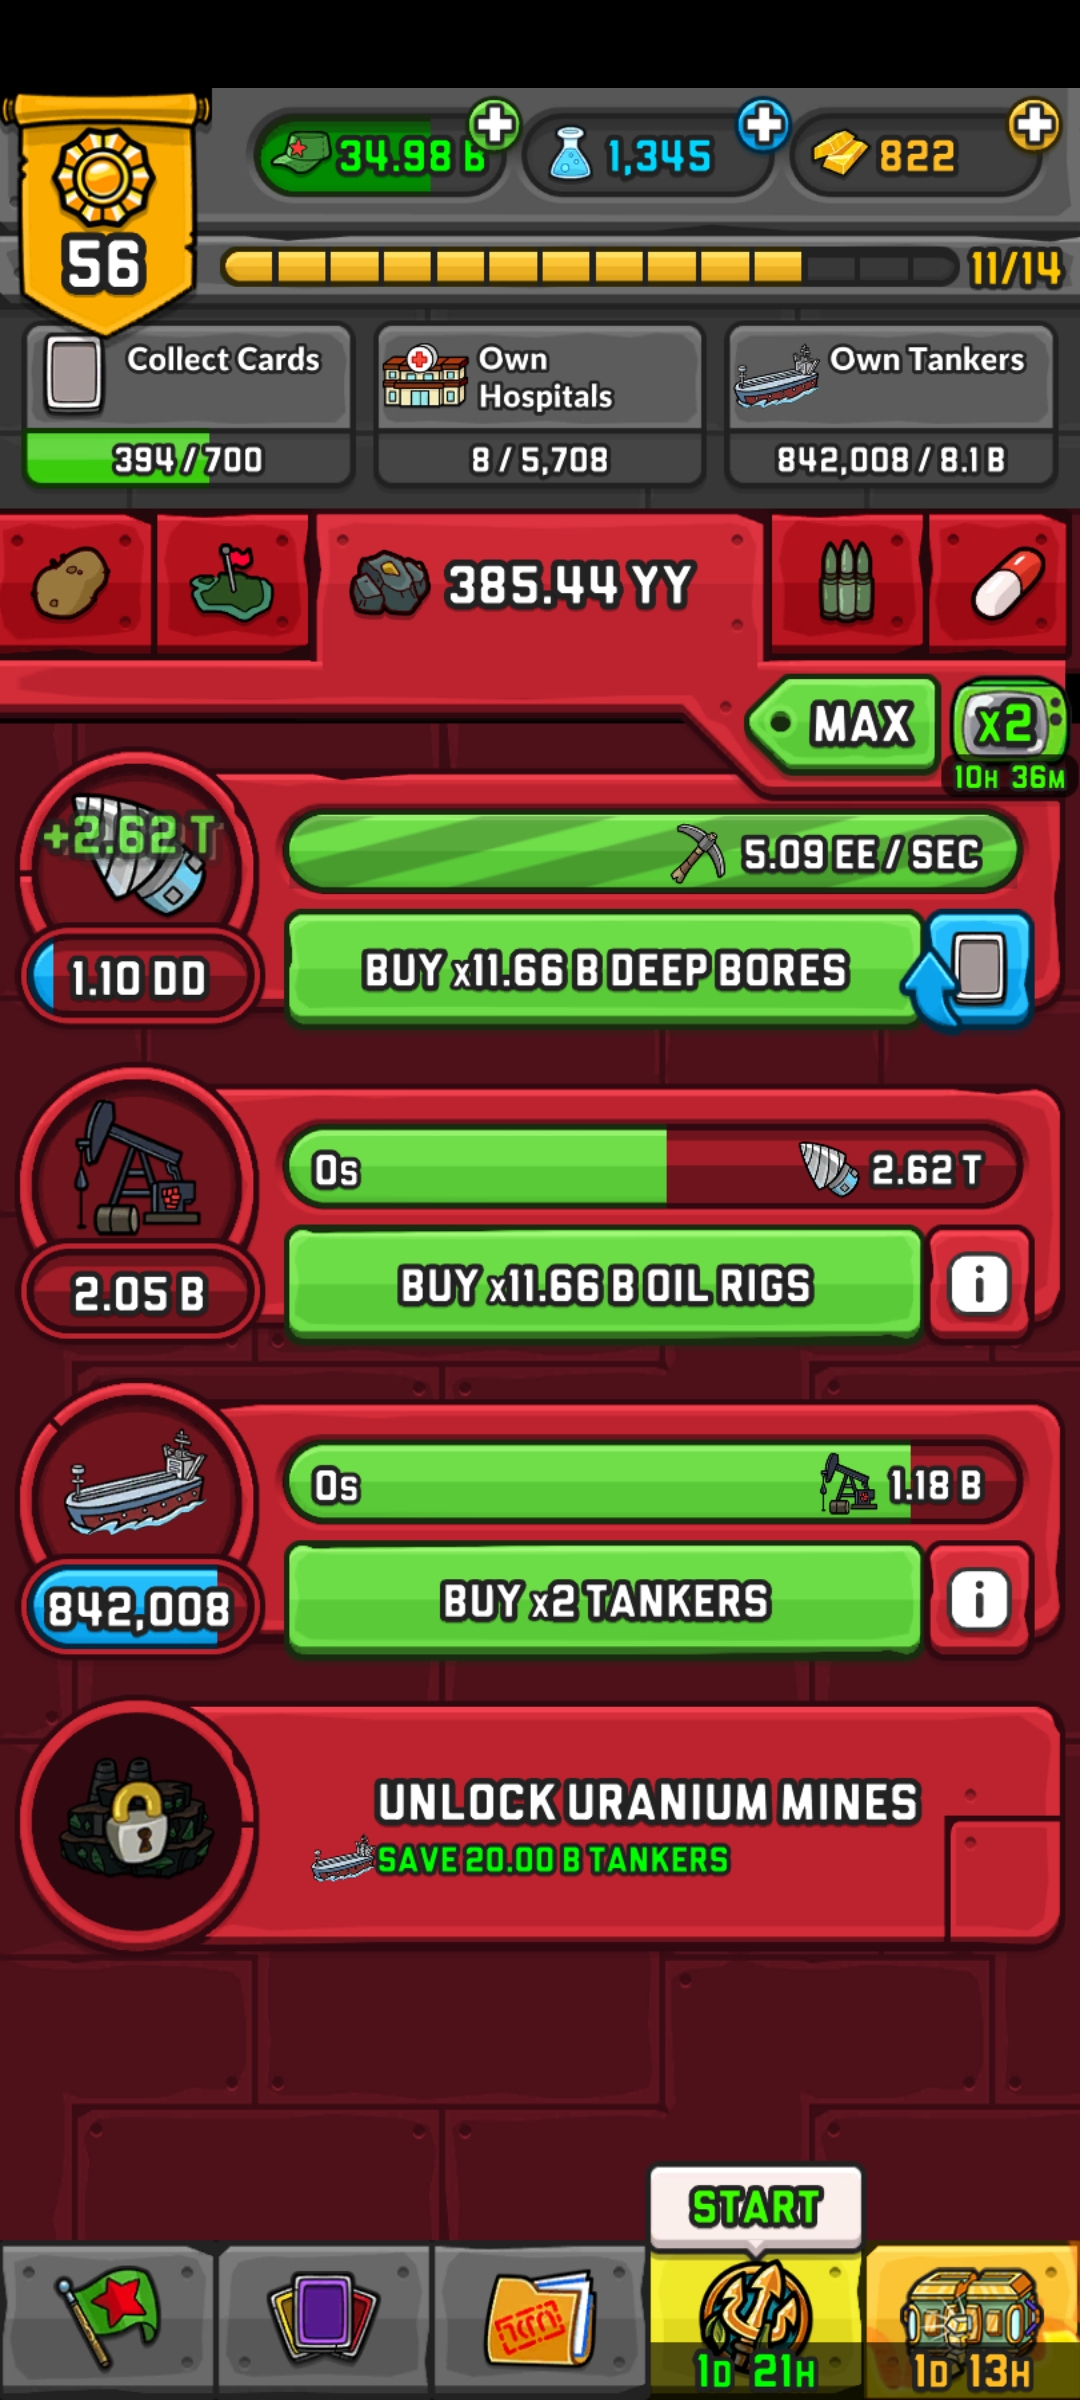 34.98 B
1,345
822
56
11/14
Collect Cards
394/700
Own
Hospitals
8/5,708
Own Tankers
842,008/8.1 B
385.44 YY
MAX
x2
10H 36M
+2.62 T
5.09 EE / SEC
1.10 DD
BUY x11.66 B DEEP BORES
0s
2.62 T
2.05 B
BUY x11.66 B OIL RIGS
i
0s
1.18 B
842,008
BUY x2 TANKERS
i
UNLOCK URANIUM MINES
SAVE 20.00 B TANKERS
START
1D 21H
1D 13H